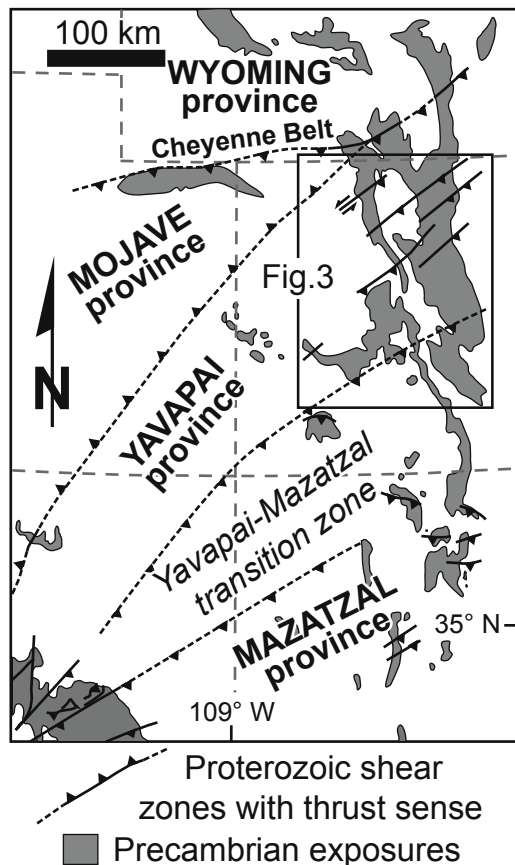 100 km
WYOMING
province
Cheyenne Belt
MOJAVE
province
Fig.3
N
YAVAPAI
province
Yavapai-Mazatzal
transition zone
MAZATZAL
province
35° N
109° W
Proterozoic shear
zones with thrust sense
Precambrian exposures